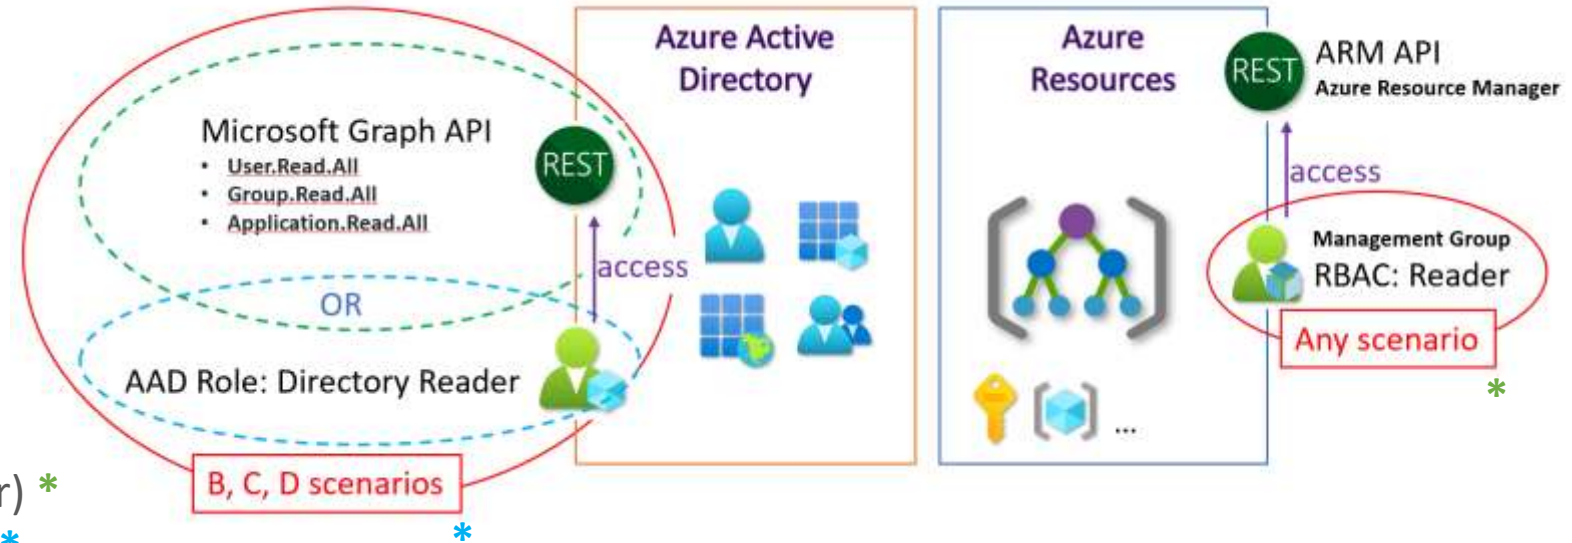 Azure Active
Directory
Azure
Resources
REST
ARM API
Azure Resource Manager
Microsoft Graph API
• User.Read.All
• Group.Read.All
• Application.Read.All
REST
access
access
Management Group
RBAC: Reader
Any scenario
*
OR
AAD Role: Directory Reader
...
B, C, D scenarios
r) *
*
*